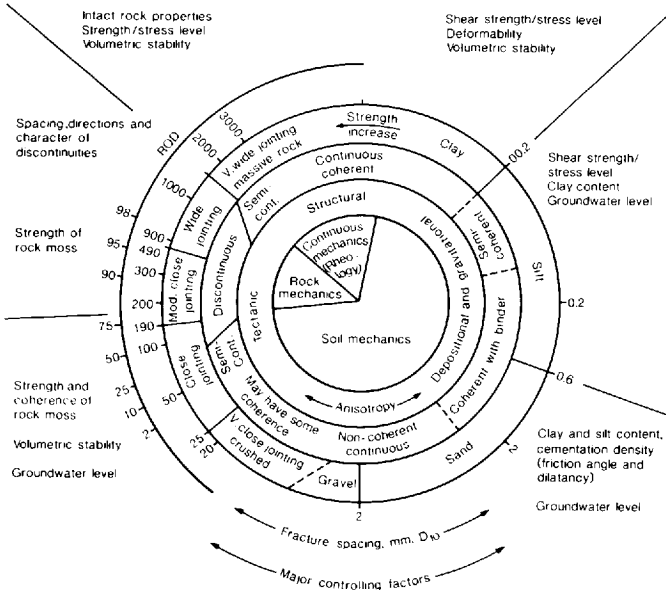 Intact rock properties
Strength/stress level
Volumetric stability
Shear strength/stress level
Deformability
Volumetric stability
Spacing, directions and
character of
discontinuities
Shear strength/
stress level
Clay content
Groundwater level
Strength of
rock moss
Strength and
coherence of
rock moss
Volumetric stability
Groundwater level
Clay and silt content,
cementation density
(friction angle and
dilatancy)
Groundwater level
RQD
98
95
90
75
50
25
10
2
3000
2000
1000
900
490
300
200
190
100
50
25
20
2
2
0.6
0.2
00.2
V. wide jointing
massive rock
Wide
jointing
Mod. close
jointing
Close
jointing
V. close jointing
crushed
Gravel
Sand
Silt
Clay
Strength
increase
Continuous
coherent
Semi-
coherent
Coherent with binder
Non-coherent
continuous
May have some
coherence
Semi
Cont.
Discontinuous
Semi
cont.
Structural
Depositional and gravitational
Anisotropy
Tectanic
Continuous
mechanics
(Rheo-
logy)
Rock
mechanics
Soil mechanics
Fracture spacing, mm. D10
Major controlling factors